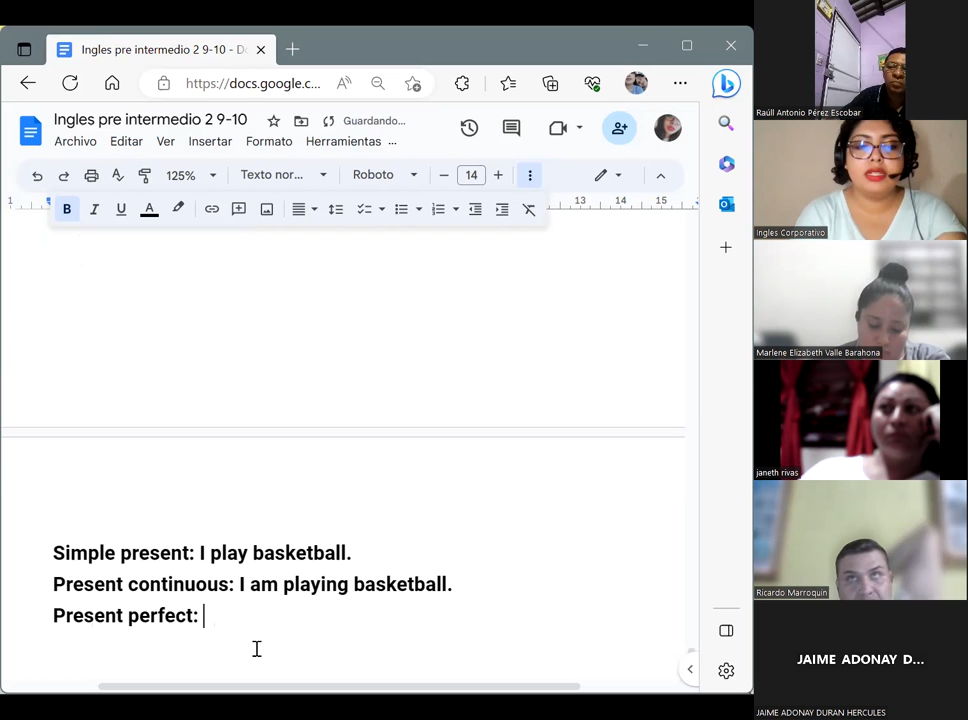 Ingles pre intermedio 2 9-10 - Do
https://docs.google.c...
Ingles pre intermedio 2 9-10
Guardando...
Archivo Editar Ver Insertar Formato Herramientas ...
125% Texto nor... Roboto 14
B I U A
1 13 14 15
Simple present: I play basketball.
Present continuous: I am playing basketball.
Present perfect:
Raúll Antonio Pérez Escobar
Ingles Corporativo
Marlene Elizabeth Valle Barahona
janeth rivas
Ricardo Marroquin
JAIME ADONAY D...
JAIME ADONAY DURAN HERCULES